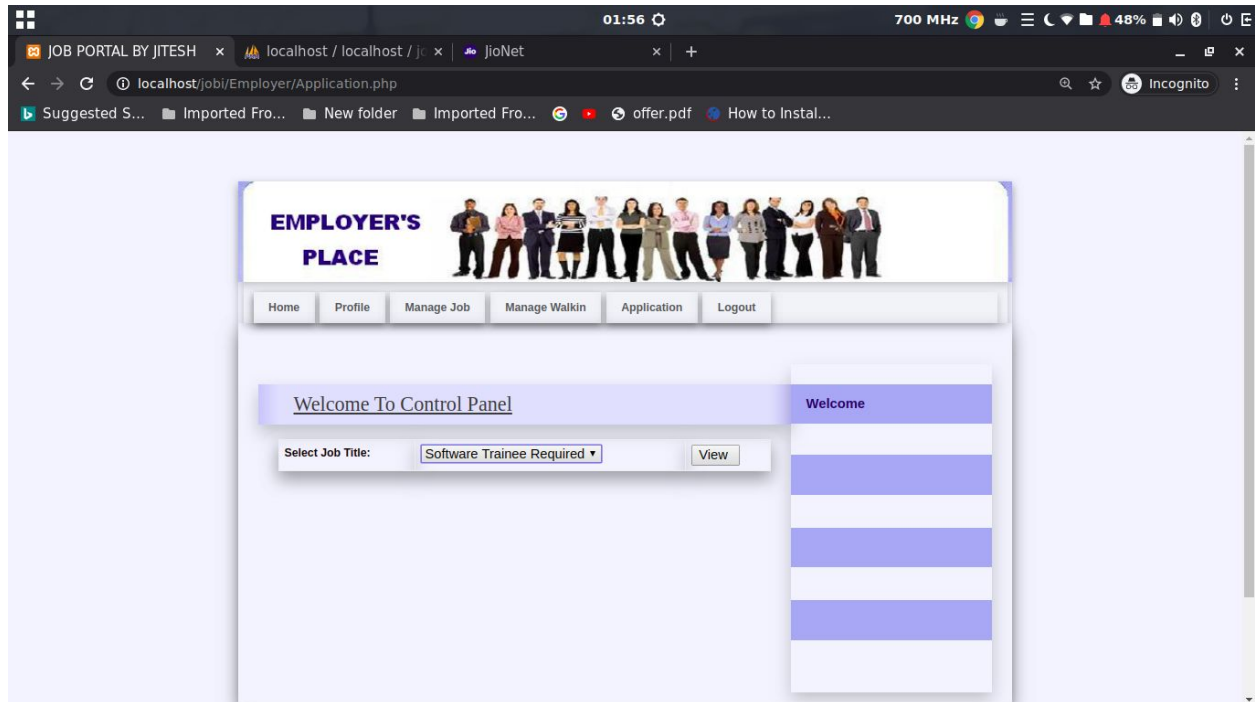 01:56
700 MHz
48%
JOB PORTAL BY JITESH
localhost / localhost / jo
Jio JioNet
localhost/jobi/Employer/Application.php
Incognito
Suggested S...
Imported Fro...
New folder
Imported Fro...
offer.pdf
How to Instal...
EMPLOYER'S
PLACE
Home Profile Manage Job Manage Walkin Application Logout
Welcome To Control Panel
Welcome
Select Job Title: Software Trainee Required View